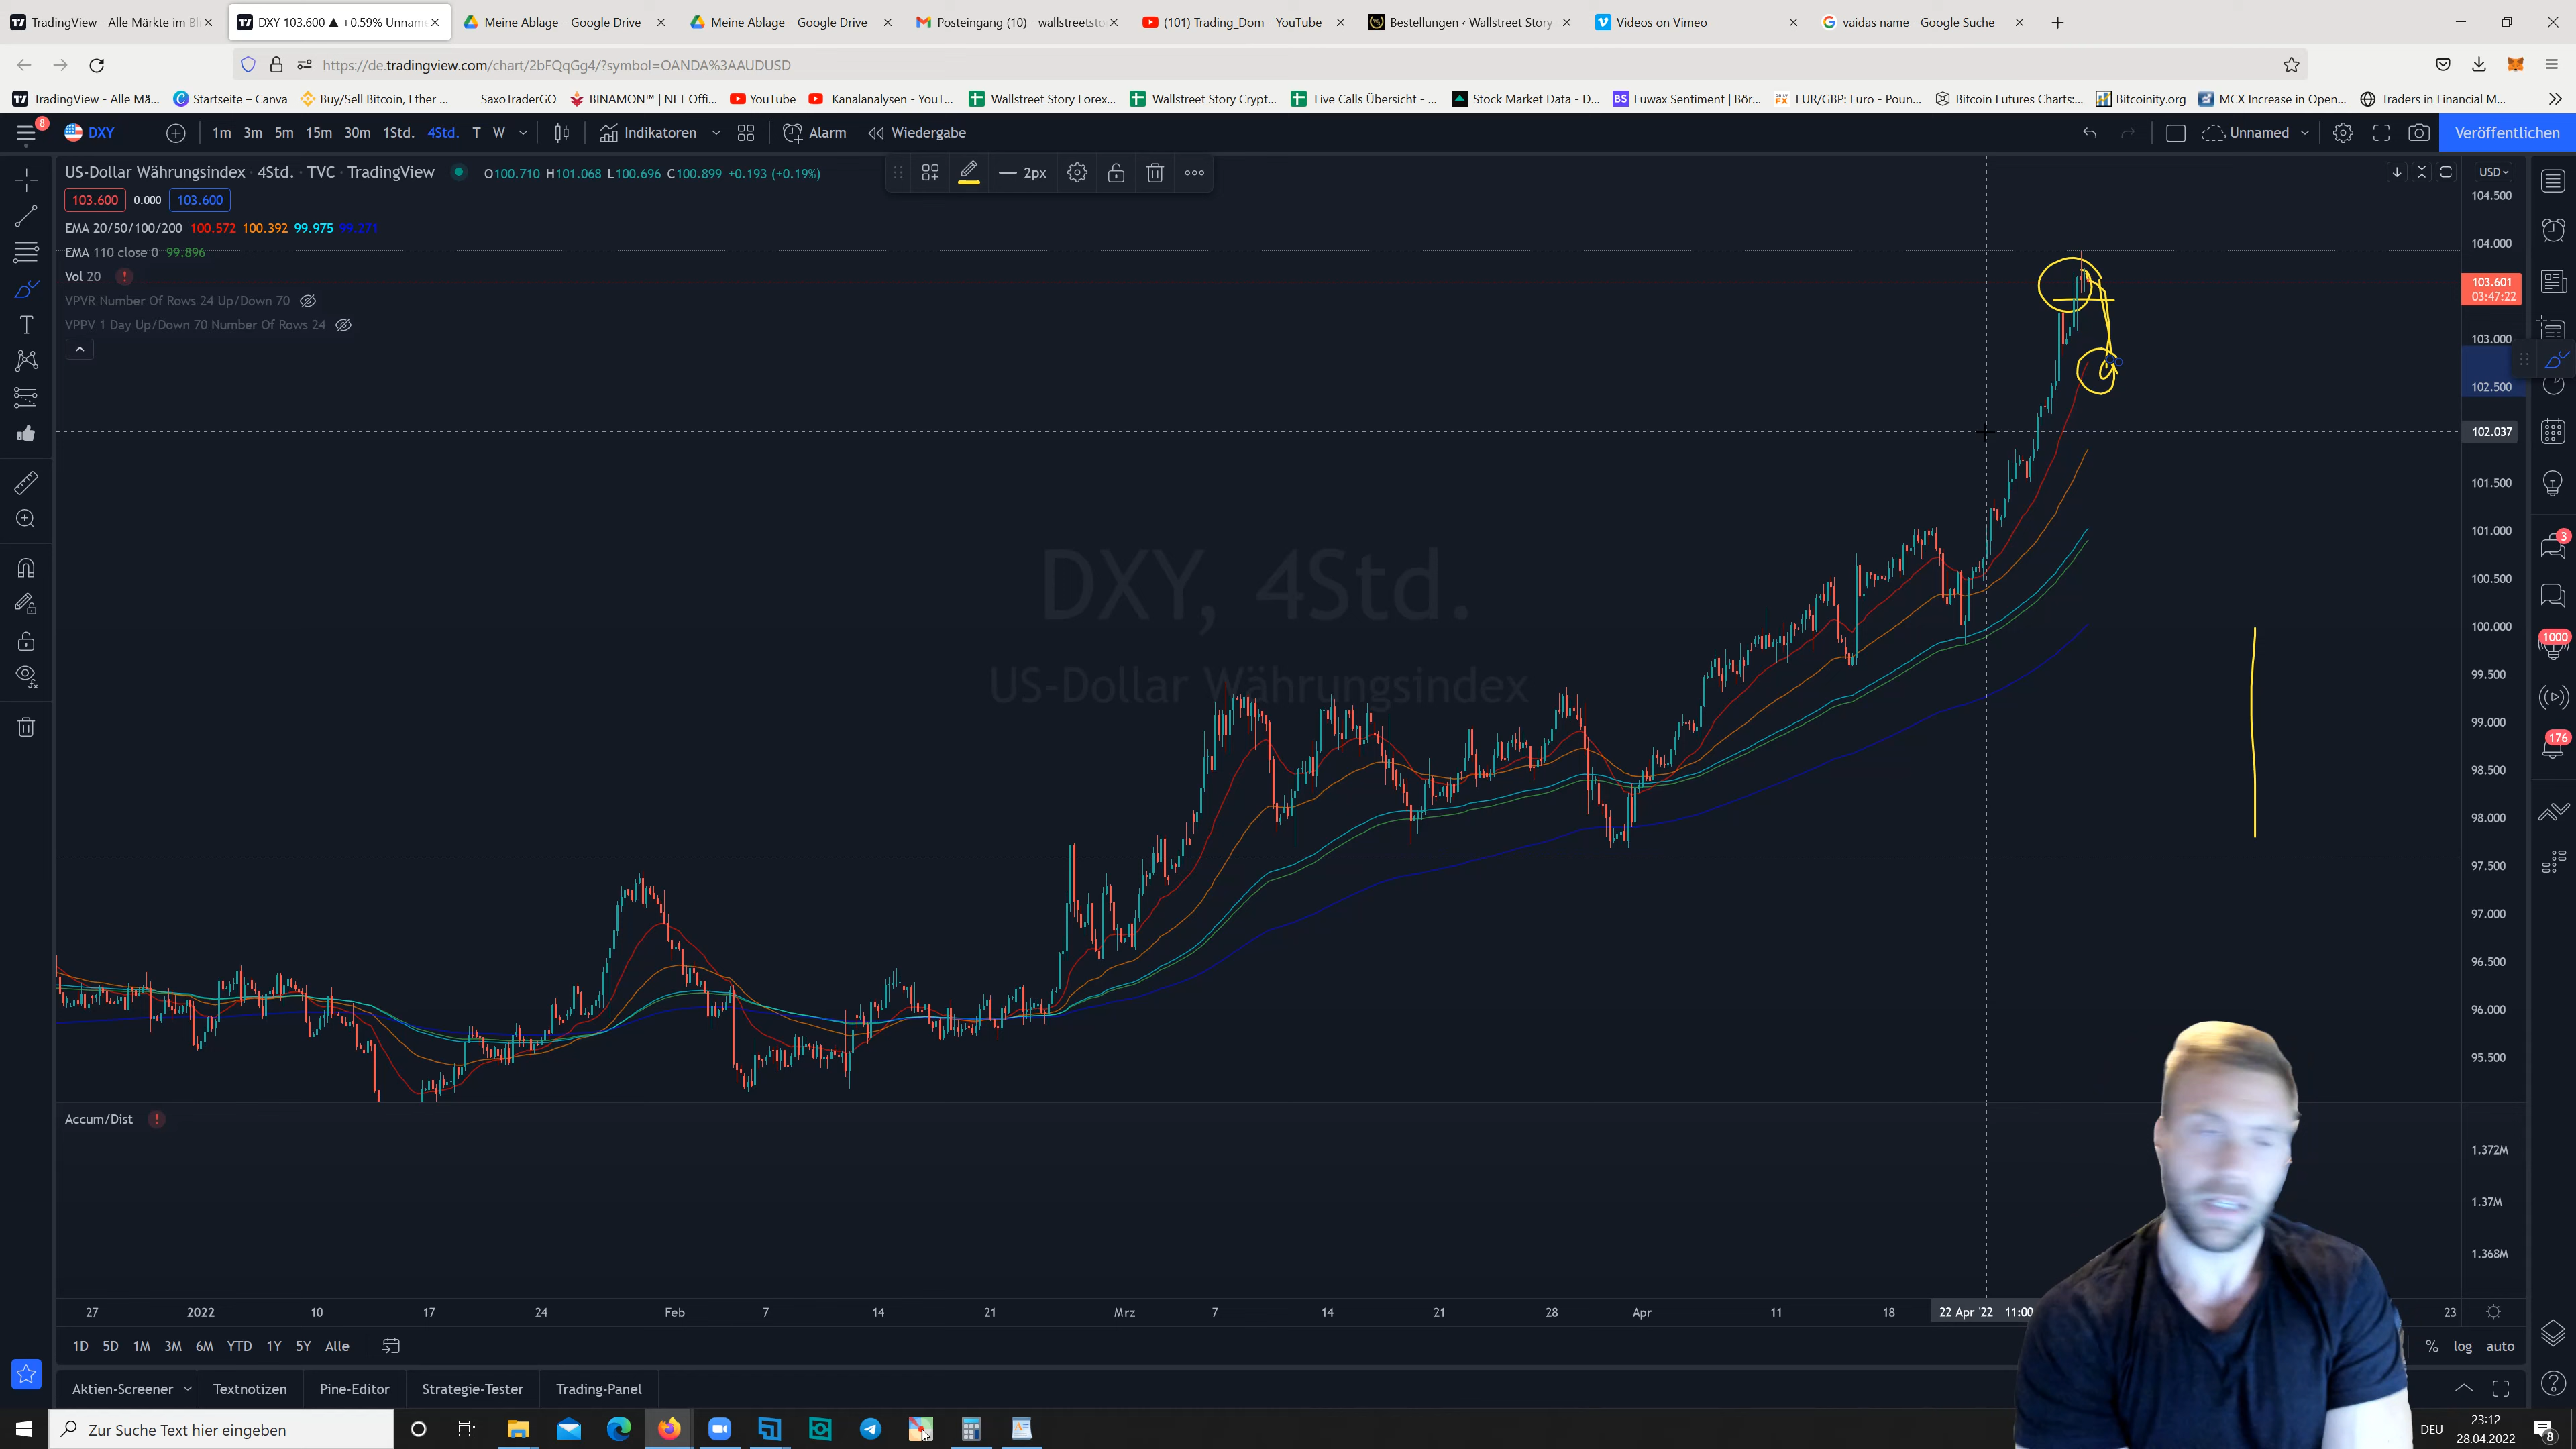 TradingView - Alle Märkte im Bl
DXY 103.600 ▲ +0.59% Unnam
Meine Ablage – Google Drive
Meine Ablage – Google Drive
Posteingang (10) - wallstreetsto
(101) Trading_Dom - YouTube
Bestellungen ‹ Wallstreet Story
Videos on Vimeo
vaidas name - Google Suche
https://de.tradingview.com/chart/2bFQqGg4/?symbol=OANDA%3AAUDUSD
TradingView - Alle Mä...
Startseite – Canva
Buy/Sell Bitcoin, Ether ...
SaxoTraderGO
BINAMON™ | NFT Offi...
YouTube
Kanalanalysen - YouT...
Wallstreet Story Forex...
Wallstreet Story Crypt...
Live Calls Übersicht - ...
Stock Market Data - D...
BS Euwax Sentiment | Bör...
EUR/GBP: Euro - Poun...
Bitcoin Futures Charts:...
Bitcoinity.org
MCX Increase in Open...
Traders in Financial M...
8
DXY
1m 3m 5m 15m 30m 1Std. 4Std. T W
Indikatoren
Alarm
Wiedergabe
Unnamed
Veröffentlichen
US-Dollar Währungsindex · 4Std. · TVC · TradingView
O100.710 H101.068 L100.696 C100.899 +0.193 (+0.19%)
2px
USD
103.600 0.000 103.600
EMA 20/50/100/200 100.572 100.392 99.975 99.271
EMA 110 close 0 99.896
Vol 20
VPVR Number Of Rows 24 Up/Down 70
VPPV 1 Day Up/Down 70 Number Of Rows 24
104.500
104.000
103.601
03:47:22
103.000
102.500
102.037
101.500
101.000
100.500
100.000
99.500
99.000
98.500
98.000
97.500
97.000
96.500
96.000
95.500
DXY, 4Std.
US-Dollar Währungsindex
3
1000
176
Accum/Dist
1.372M
1.37M
1.368M
27 2022 10 17 24 Feb 7 14 21 Mrz 7 14 21 28 Apr 11 18 22 Apr '22 11:00 23
1D 5D 1M 3M 6M YTD 1Y 5Y Alle
% log auto
Aktien-Screener
Textnotizen
Pine-Editor
Strategie-Tester
Trading-Panel
Zur Suche Text hier eingeben
DEU
23:12
28.04.2022
8